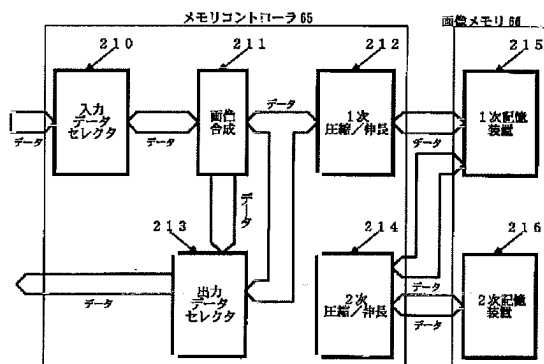 メモリコントローラ 65
画像メモリ 66
210
211
212
215
入力
データ
セレクタ
画像
合成
1次
圧縮/伸長
1次記憶
装置
データ
データ
データ
データ
データ
213
214
216
出力
データ
セレクタ
2次
圧縮/伸長
2次記憶
装置
データ
データ
データ